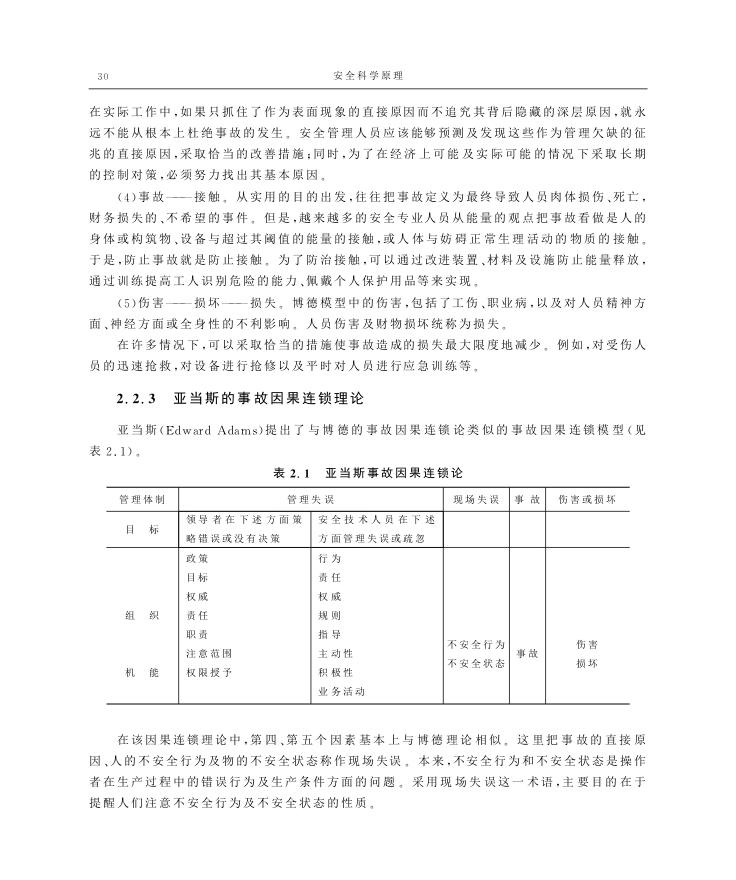 30
安全科学原理
在实际工作中,如果只抓住了作为表面现象的直接原因而不追究其背后隐藏的深层原因,就永
远不能从根本上杜绝事故的发生。安全管理人员应该能够预测及发现这些作为管理欠缺的征
兆的直接原因,采取恰当的改善措施;同时,为了在经济上可能及实际可能的情况下采取长期
的控制对策,必须努力找出其基本原因。
(4)事故——接触。从实用的目的出发,往往把事故定义为最终导致人员肉体损伤、死亡,
财务损失的、不希望的事件。但是,越来越多的安全专业人员从能量的观点把事故看做是人的
身体或构筑物、设备与超过其阈值的能量的接触,或人体与妨碍正常生理活动的物质的接触。
于是,防止事故就是防止接触。为了防治接触,可以通过改进装置、材料及设施防止能量释放,
通过训练提高工人识别危险的能力、佩戴个人保护用品等来实现。
(5)伤害——损坏——损失。博德模型中的伤害,包括了工伤、职业病,以及对人员精神方
面、神经方面或全身性的不利影响。人员伤害及财物损坏统称为损失。
在许多情况下,可以采取恰当的措施使事故造成的损失最大限度地减少。例如,对受伤人
员的迅速抢救,对设备进行抢修以及平时对人员进行应急训练等。
2.2.3 亚当斯的事故因果连锁理论
亚当斯(Edward Adams)提出了与博德的事故因果连锁论类似的事故因果连锁模型(见
表 2.1)。
表 2.1 亚当斯事故因果连锁论
管理体制 管理失误 现场失误 事故 伤害或损坏
目 标 领导者在下述方面策 安全技术人员在下述
略错误或没有决策 方面管理失误或疏忽
政策 行为
目标 责任
权威 权威
组 织 责任 规则
职责 指导
不安全行为 伤害
注意范围 主动性 事故
不安全状态 损坏
机 能 权限授予 积极性
业务活动
在该因果连锁理论中,第四、第五个因素基本上与博德理论相似。这里把事故的直接原
因、人的不安全行为及物的不安全状态称作现场失误。本来,不安全行为和不安全状态是操作
者在生产过程中的错误行为及生产条件方面的问题。采用现场失误这一术语,主要目的在于
提醒人们注意不安全行为及不安全状态的性质。